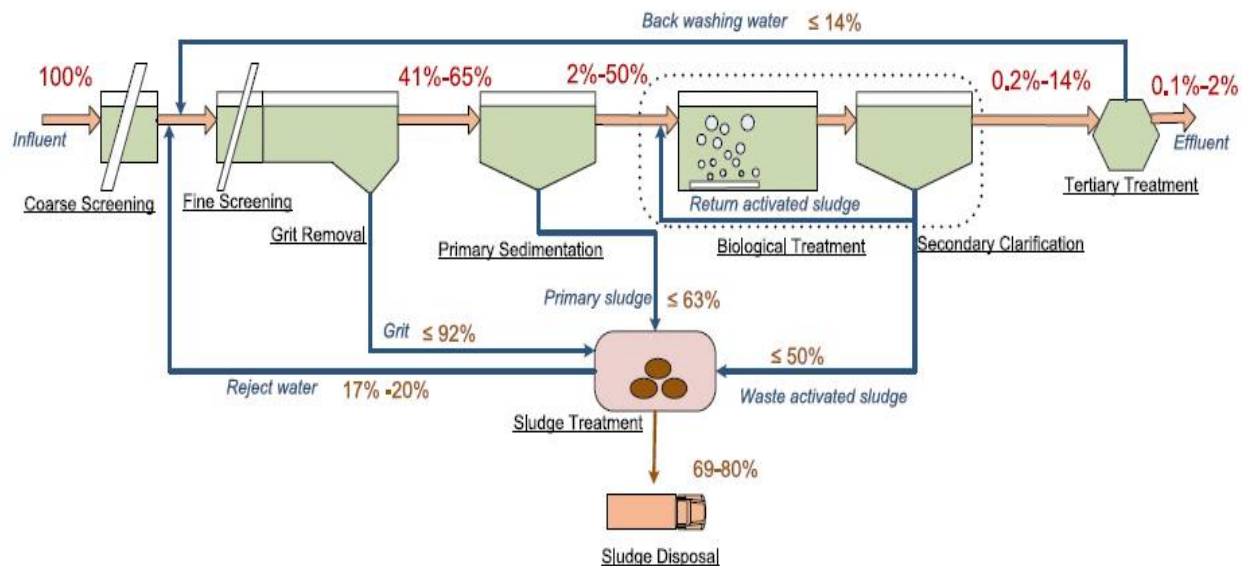 Back washing water ≤ 14%
100% 41%-65% 2%-50% 0.2%-14% 0.1%-2%
Influent Effluent
Coarse Screening Fine Screening Tertiary Treatment
Return activated sludge
Grit Removal Primary Sedimentation Biological Treatment Secondary Clarification
Primary sludge ≤ 63%
Grit ≤ 92% ≤ 50%
Reject water 17% -20% Waste activated sludge
Sludge Treatment
69-80%
Sludge Disposal